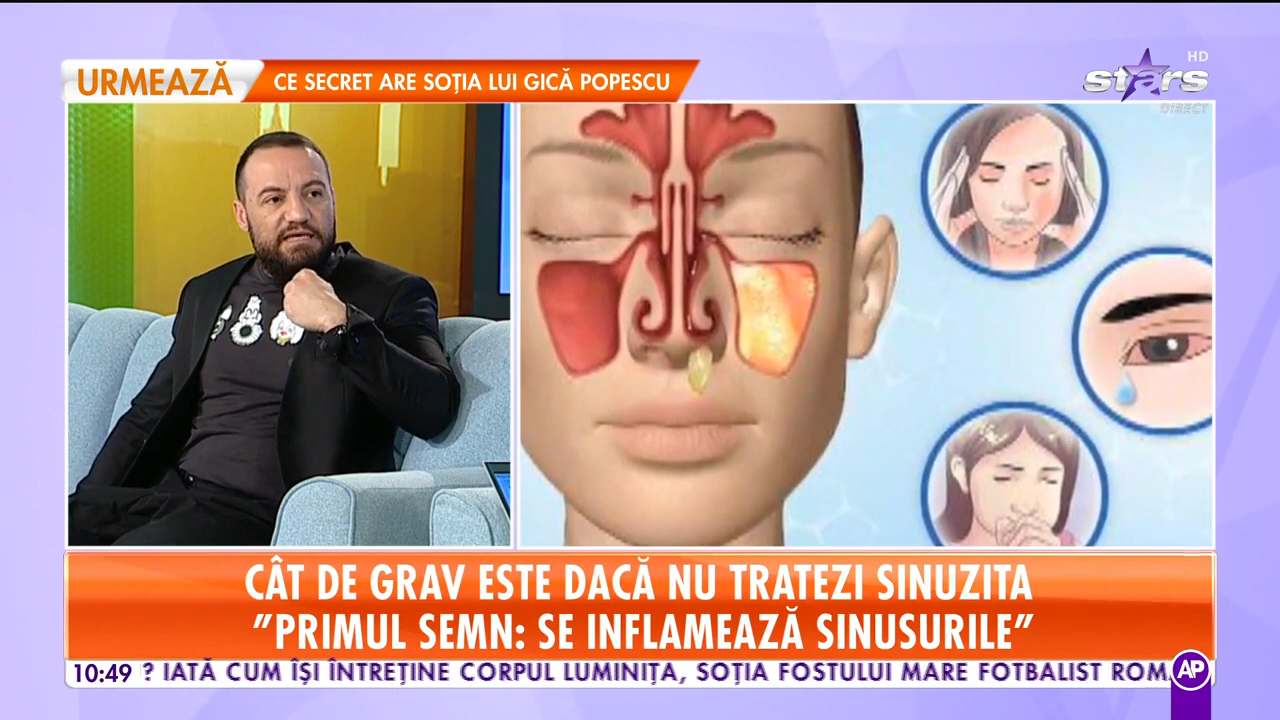 URMEAZĂ
CE SECRET ARE SOȚIA LUI GICĂ POPESCU
HD
stars
DIRECT
CÂT DE GRAV ESTE DACĂ NU TRATEZI SINUZITA
”PRIMUL SEMN: SE INFLAMEAZĂ SINUSURILE”
10:49 ? IATĂ CUM ÎȘI ÎNTREȚINE CORPUL LUMINIȚA, SOȚIA FOSTULUI MARE FOTBALIST ROM
AP